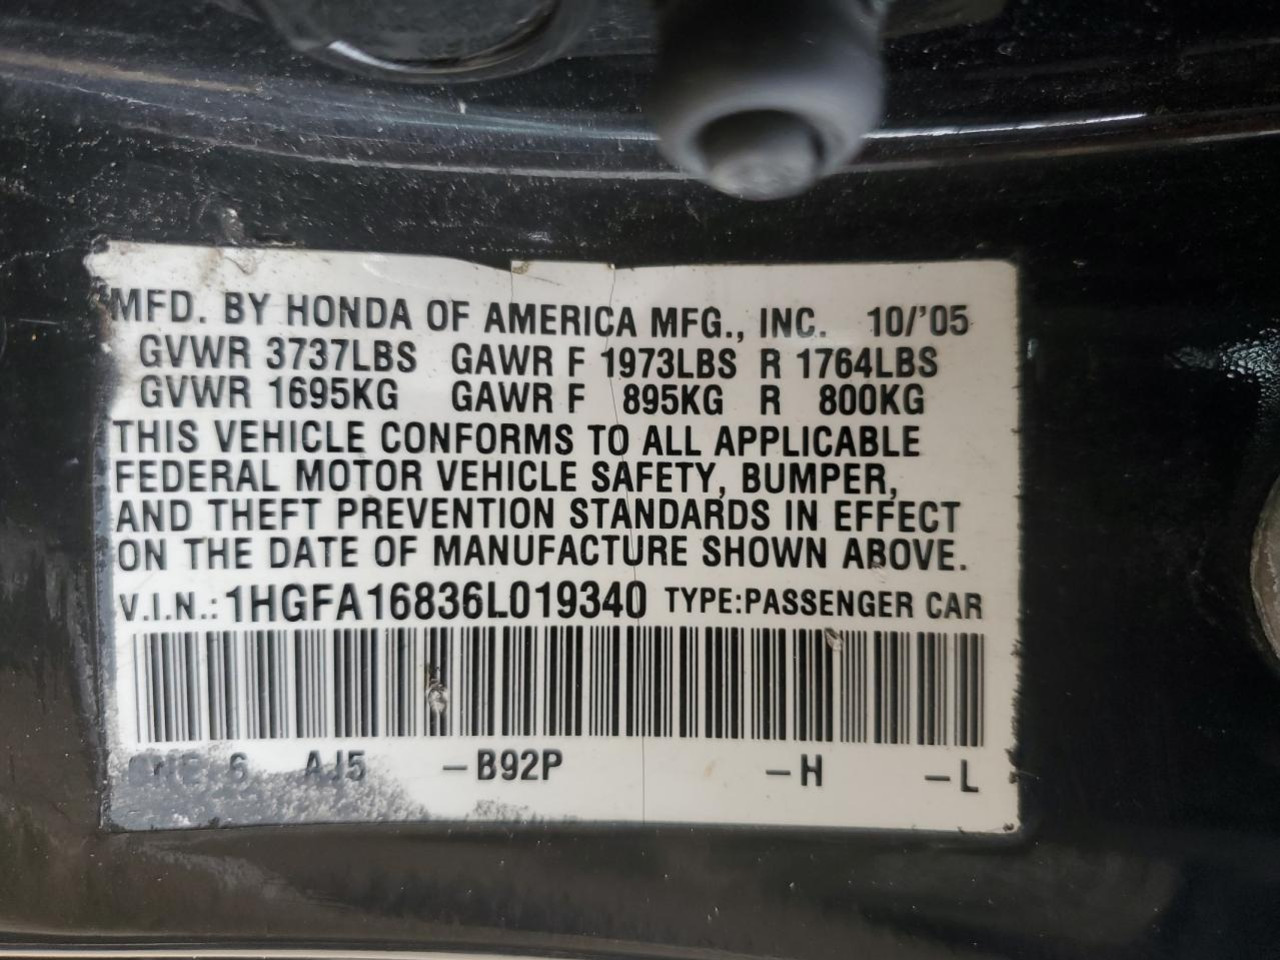 MFD. BY HONDA OF AMERICA MFG., INC. 10/'05
GVWR 3737LBS GAWR F 1973LBS R 1764LBS
GVWR 1695KG GAWR F 895KG R 800KG
THIS VEHICLE CONFORMS TO ALL APPLICABLE
FEDERAL MOTOR VEHICLE SAFETY, BUMPER,
AND THEFT PREVENTION STANDARDS IN EFFECT
ON THE DATE OF MANUFACTURE SHOWN ABOVE.
V.I.N.: 1HGFA16836L019340 TYPE:PASSENGER CAR
6 AJ5 -B92P -H -L